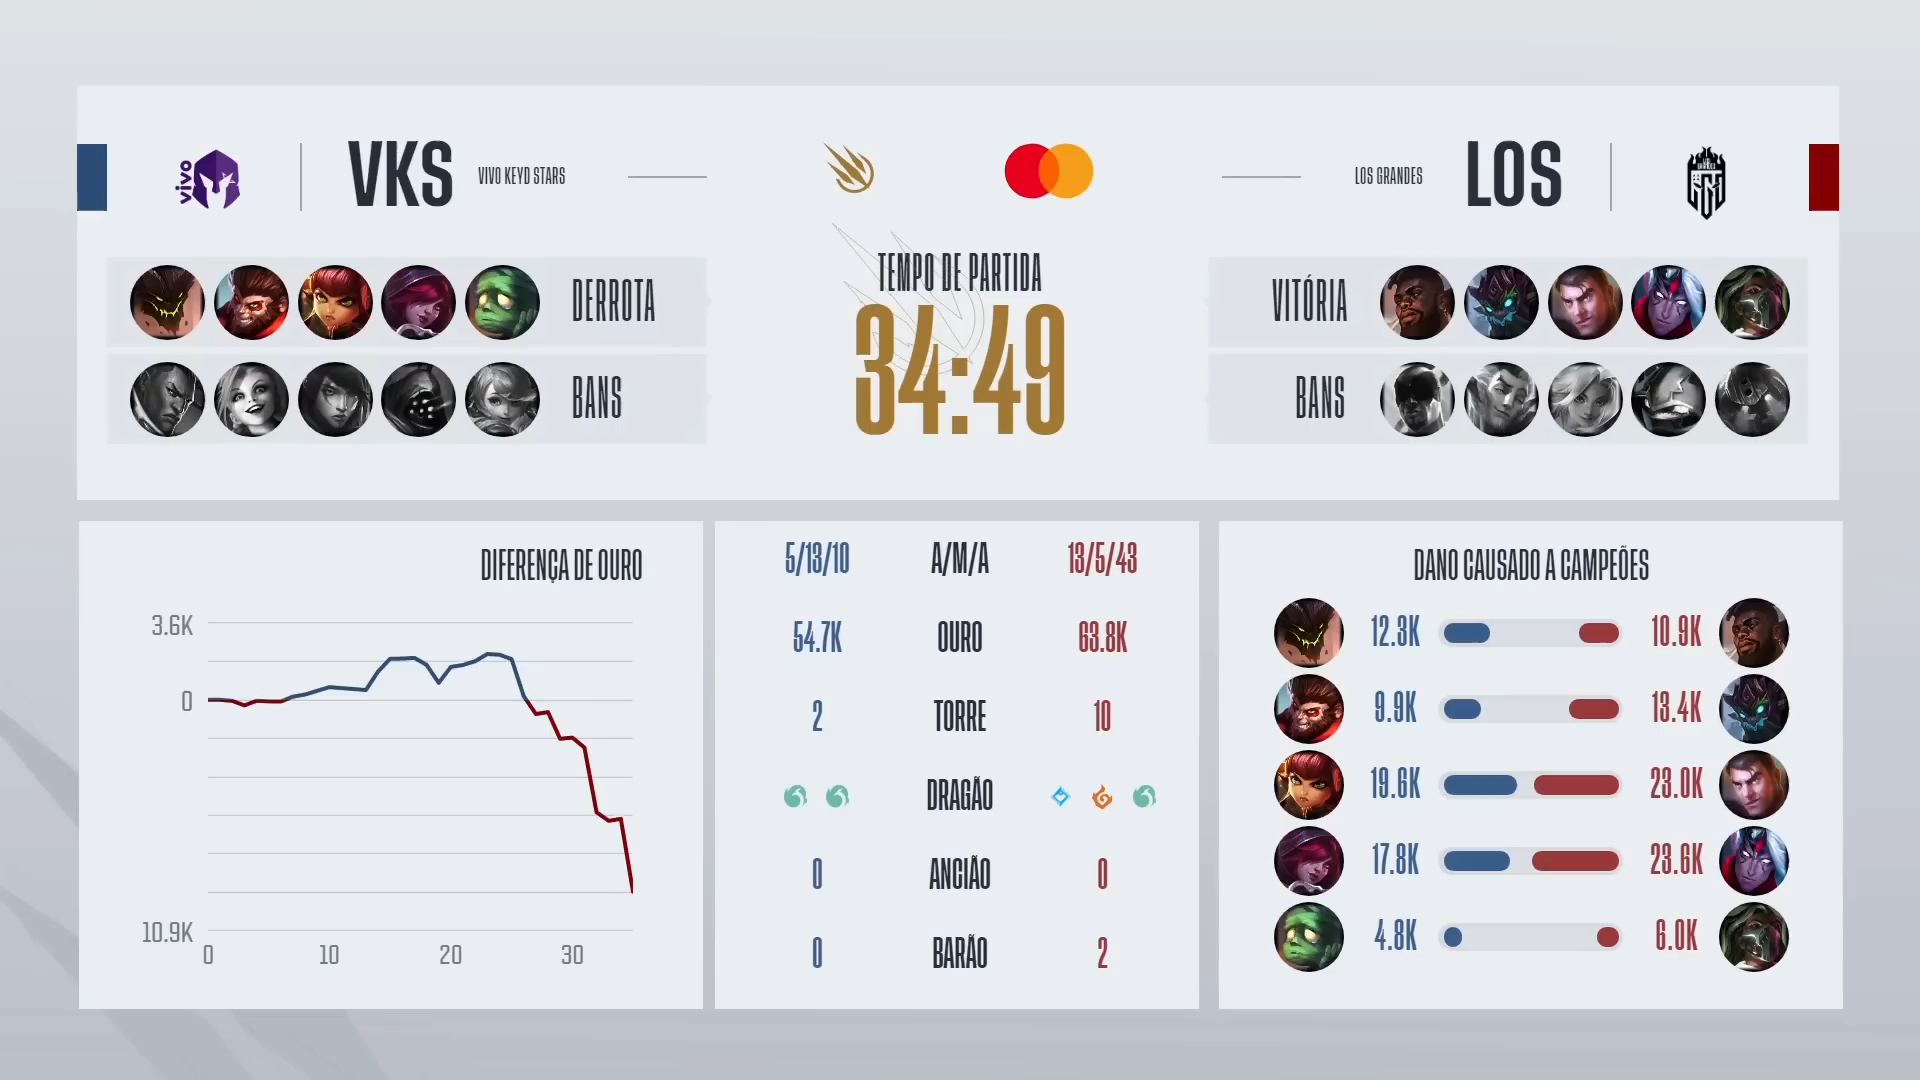 vivo
VKS
VIVO KEYD STARS
LOS GRANDES
LOS
TEMPO DE PARTIDA
34:49
DERROTA
BANS
VITÓRIA
BANS
DIFERENÇA DE OURO
3.6K
0
10.9K
0 10 20 30
5/13/10 A/M/A 13/5/43
54.7K OURO 63.8K
2 TORRE 10
DRAGÃO
0 ANCIÃO 0
0 BARÃO 2
DANO CAUSADO A CAMPEÕES
12.3K 10.9K
9.9K 13.4K
19.6K 23.0K
17.8K 23.6K
4.8K 6.0K